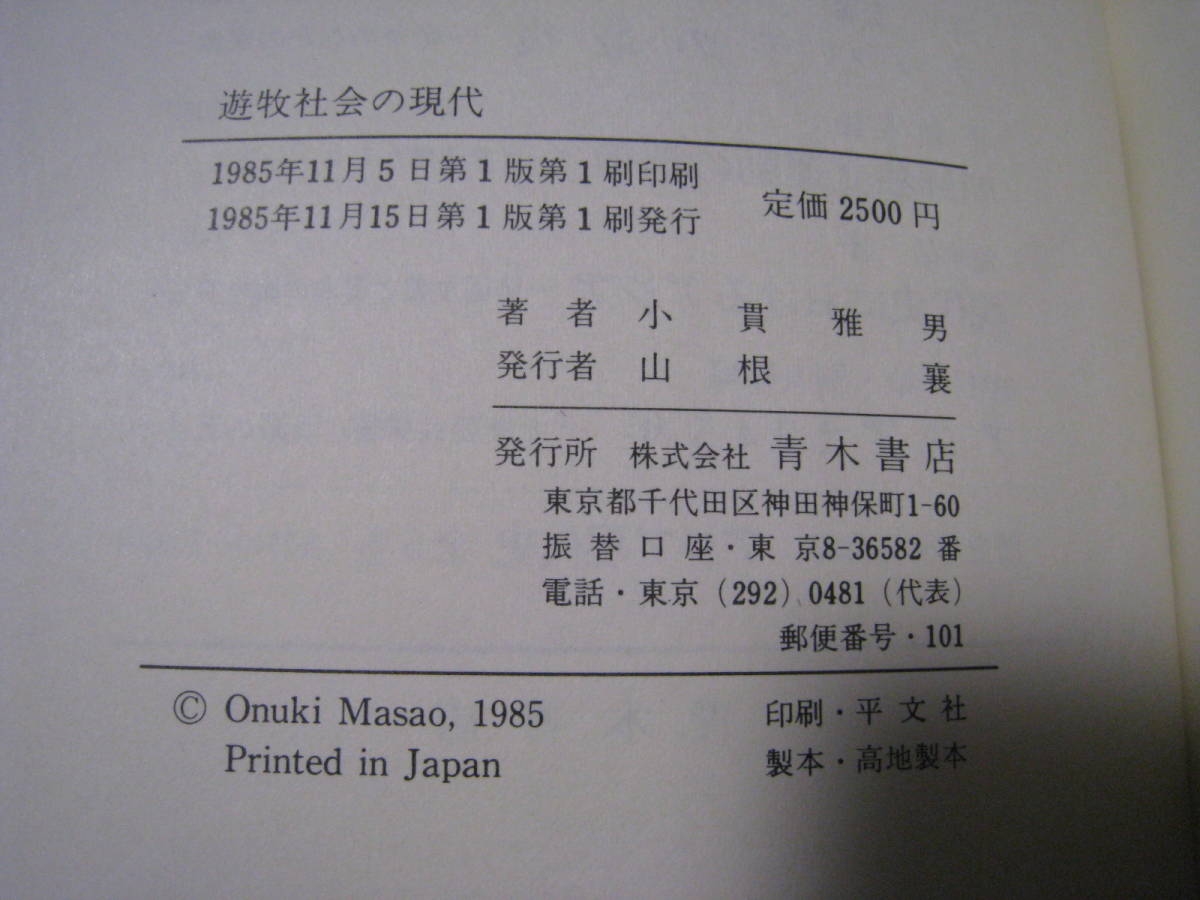 遊牧社会の現代
1985年11月5日第1版第1刷印刷
1985年11月15日第1版第1刷発行
定価 2500 円
著者 小貫雅男
発行者 山根襄
発行所 株式会社 青木書店
東京都千代田区神田神保町1-60
振替口座・東京8-36582番
電話・東京(292)0481(代表)
郵便番号・101
© Onuki Masao, 1985
Printed in Japan
印刷・平文社
製本・高地製本